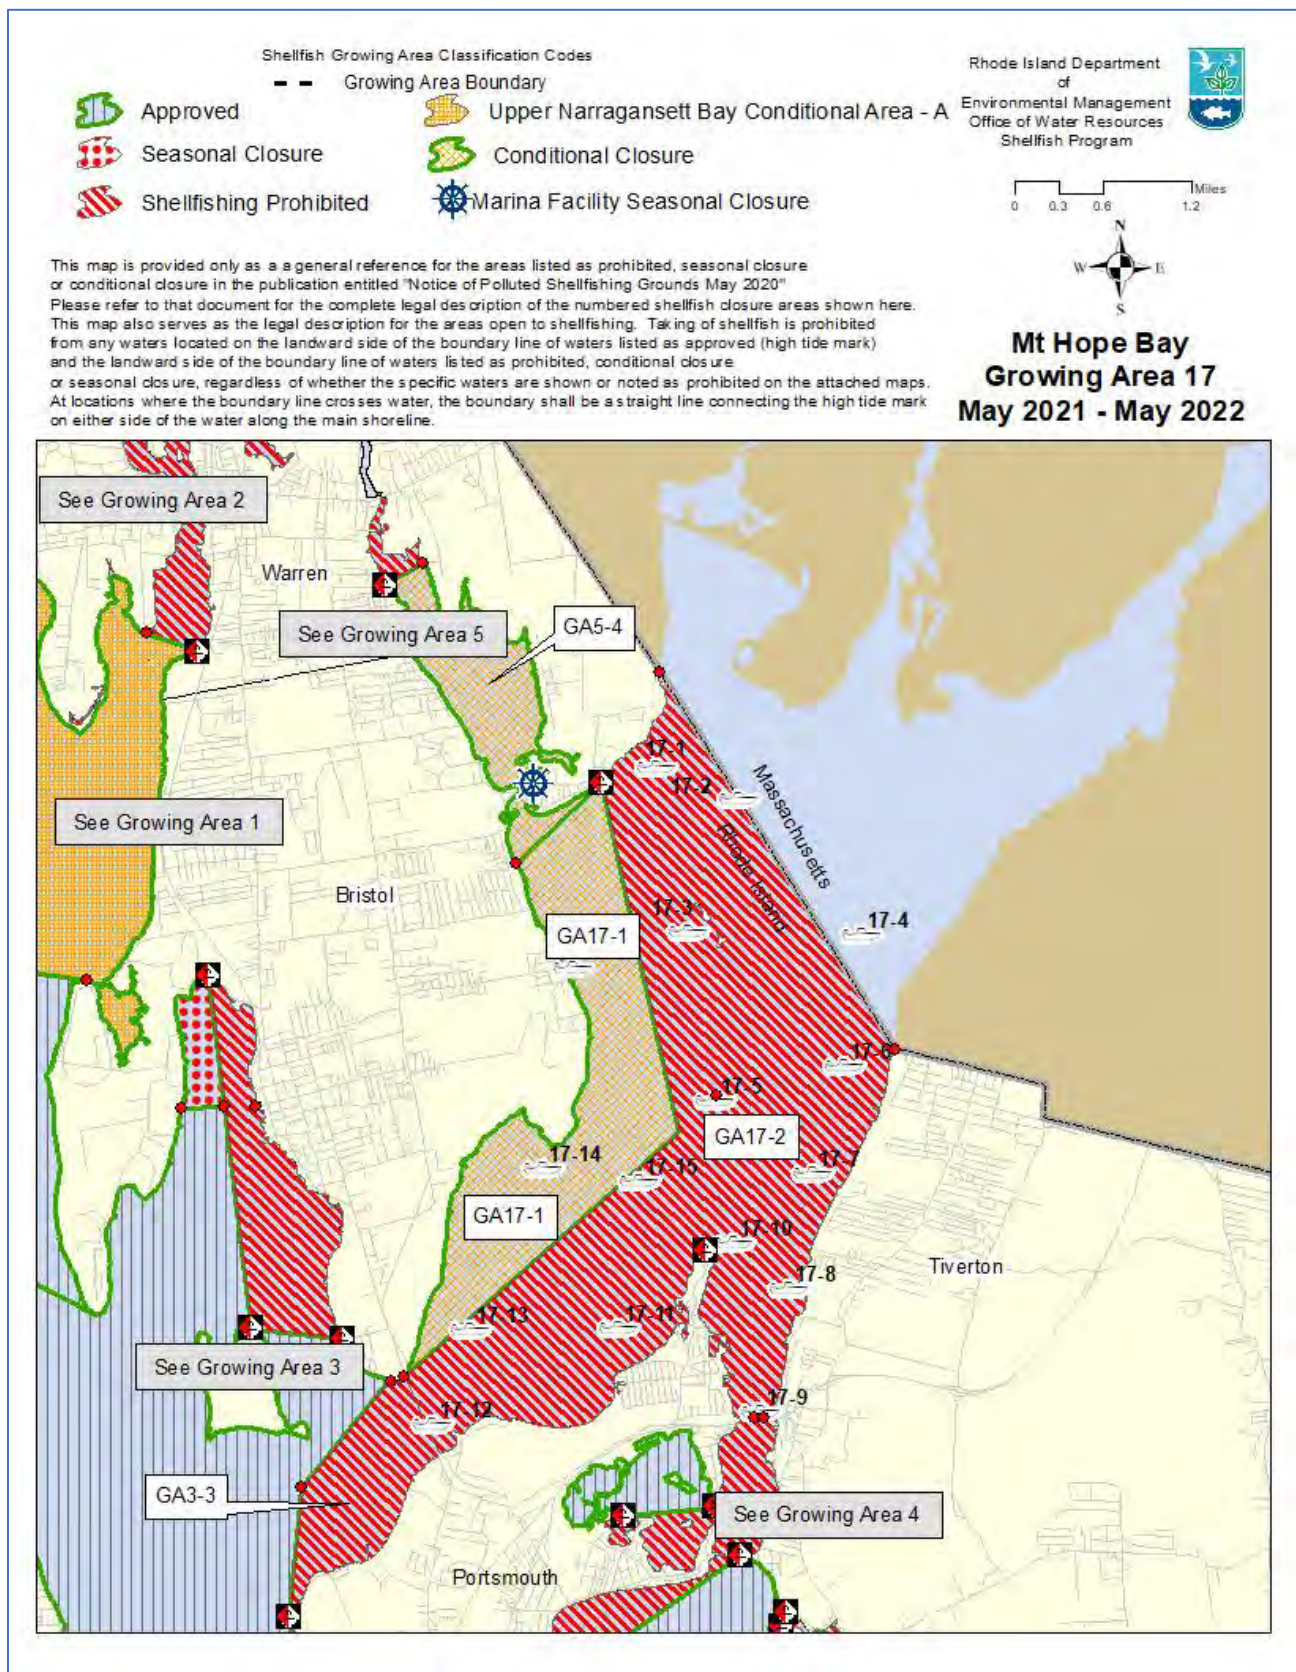 Shellfish Growing Area Classification Codes
Growing Area Boundary
Approved
Upper Narragansett Bay Conditional Area - A
Seasonal Closure
Conditional Closure
Shellfishing Prohibited
Marina Facility Seasonal Closure
Rhode Island Department
of
Environmental Management
Office of Water Resources
Shellfish Program
Miles
0 0.3 0.6 1.2
N
W E
S
This map is provided only as a a general reference for the areas listed as prohibited, seasonal closure
or conditional closure in the publication entitled "Notice of Polluted Shellfishing Grounds May 2020"
Please refer to that document for the complete legal description of the numbered shellfish closure areas shown here.
This map also serves as the legal description for the areas open to shellfishing. Taking of shellfish is prohibited
from any waters located on the landward side of the boundary line of waters listed as approved (high tide mark)
and the landward side of the boundary line of waters listed as prohibited, conditional closure
or seasonal closure, regardless of whether the specific waters are shown or noted as prohibited on the attached maps.
At locations where the boundary line crosses water, the boundary shall be a straight line connecting the high tide mark
on either side of the water along the main shoreline.
Mt Hope Bay
Growing Area 17
May 2021 - May 2022
See Growing Area 2
Warren
See Growing Area 5
GA5-4
17-1
17-2
Massachusetts
Rhode Island
See Growing Area 1
Bristol
17-3
17-4
GA17-1
17-6
17-5
GA17-2
17-14
17-15
17-7
GA17-1
17-10
Tiverton
17-8
17-13
17-11
See Growing Area 3
17-12
17-9
GA3-3
See Growing Area 4
Portsmouth